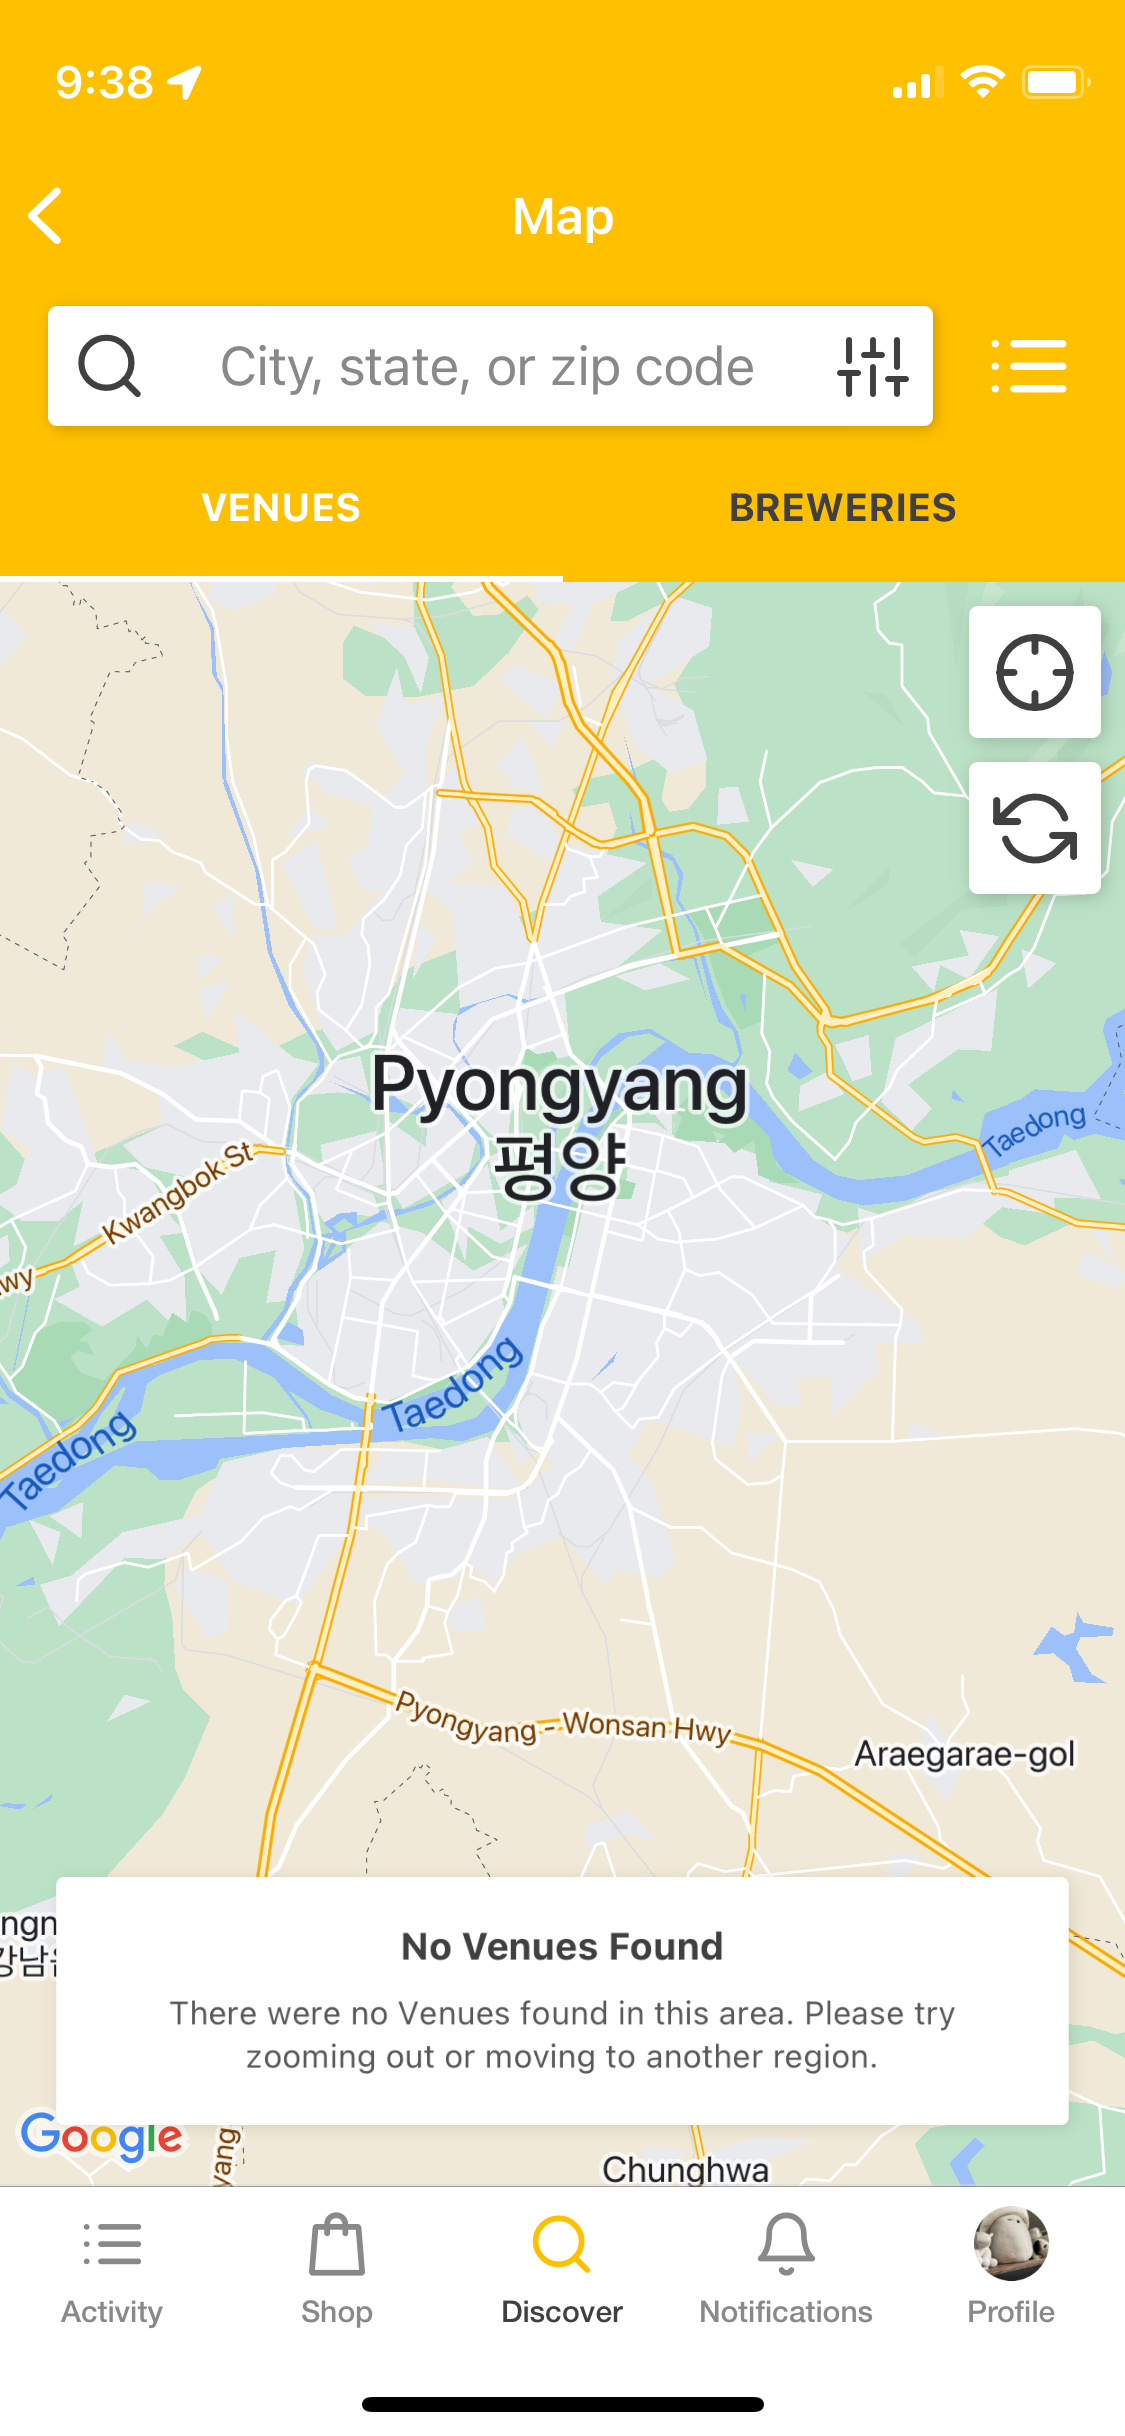 9:38
Map
City, state, or zip code
VENUES
BREWERIES
Pyongyang
평양
Taedong
Kwangbok St
wy
Taedong
Taedong
Pyongyang - Wonsan Hwy
Araegarae-gol
ngn
강남
No Venues Found
There were no Venues found in this area. Please try
zooming out or moving to another region.
Google
yang
Chunghwa
Activity
Shop
Discover
Notifications
Profile